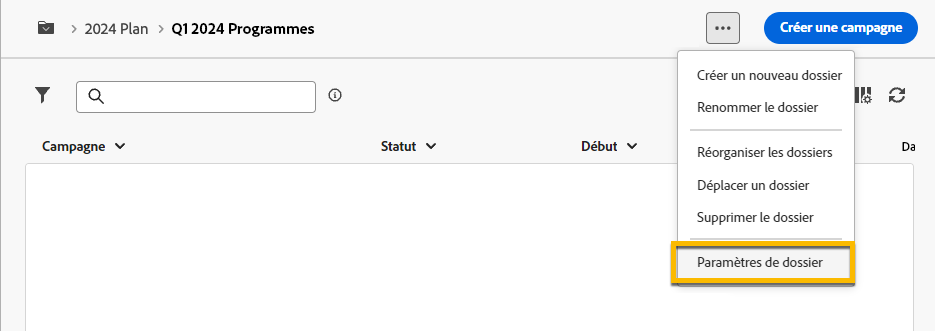 2024 Plan > Q1 2024 Programmes
Créer une campagne
Créer un nouveau dossier
Renommer le dossier
Réorganiser les dossiers
Déplacer un dossier
Supprimer le dossier
Paramètres de dossier
Campagne
Statut
Début
Da